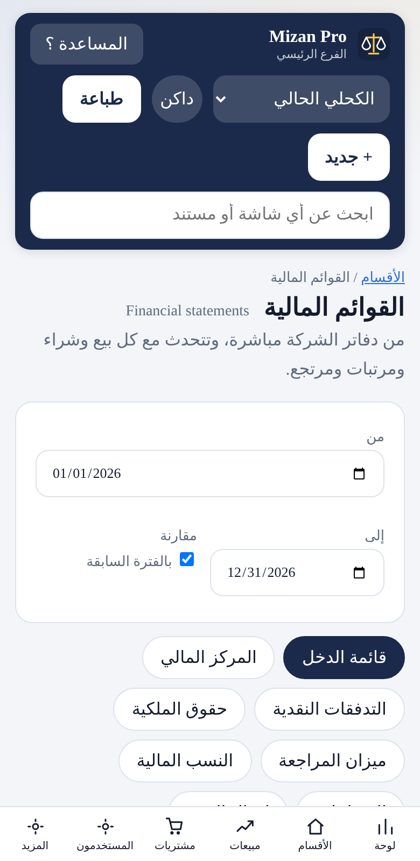 Mizan Pro
الفرع الرئيسي
المساعدة ؟
الكحلي الحالي
داكن
طباعة
+ جديد
ابحث عن أي شاشة أو مستند
الأقسام / القوائم المالية
القوائم المالية Financial statements
من دفاتر الشركة مباشرة، وتتحدث مع كل بيع وشراء
ومرتبات ومرتجع.
من
01/01/2026
إلى
12/31/2026
مقارنة
بالفترة السابقة
قائمة الدخل
المركز المالي
التدفقات النقدية
حقوق الملكية
ميزان المراجعة
النسب المالية
لوحة
الأقسام
مبيعات
مشتريات
المستخدمون
المزيد